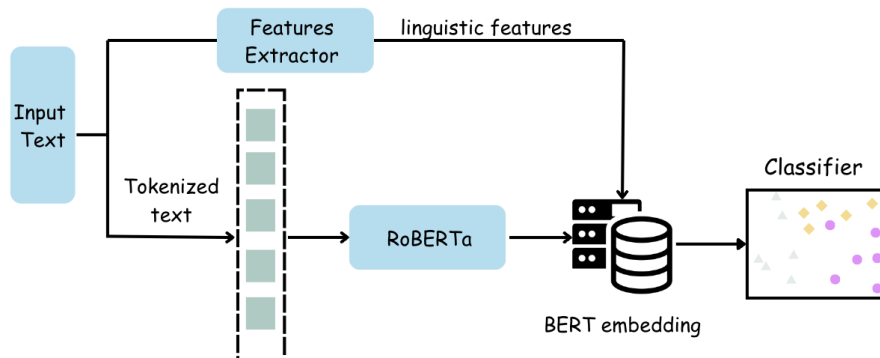 Features
Extractor
linguistic features
Input
Text
Tokenized
text
RoBERTa
BERT embedding
Classifier